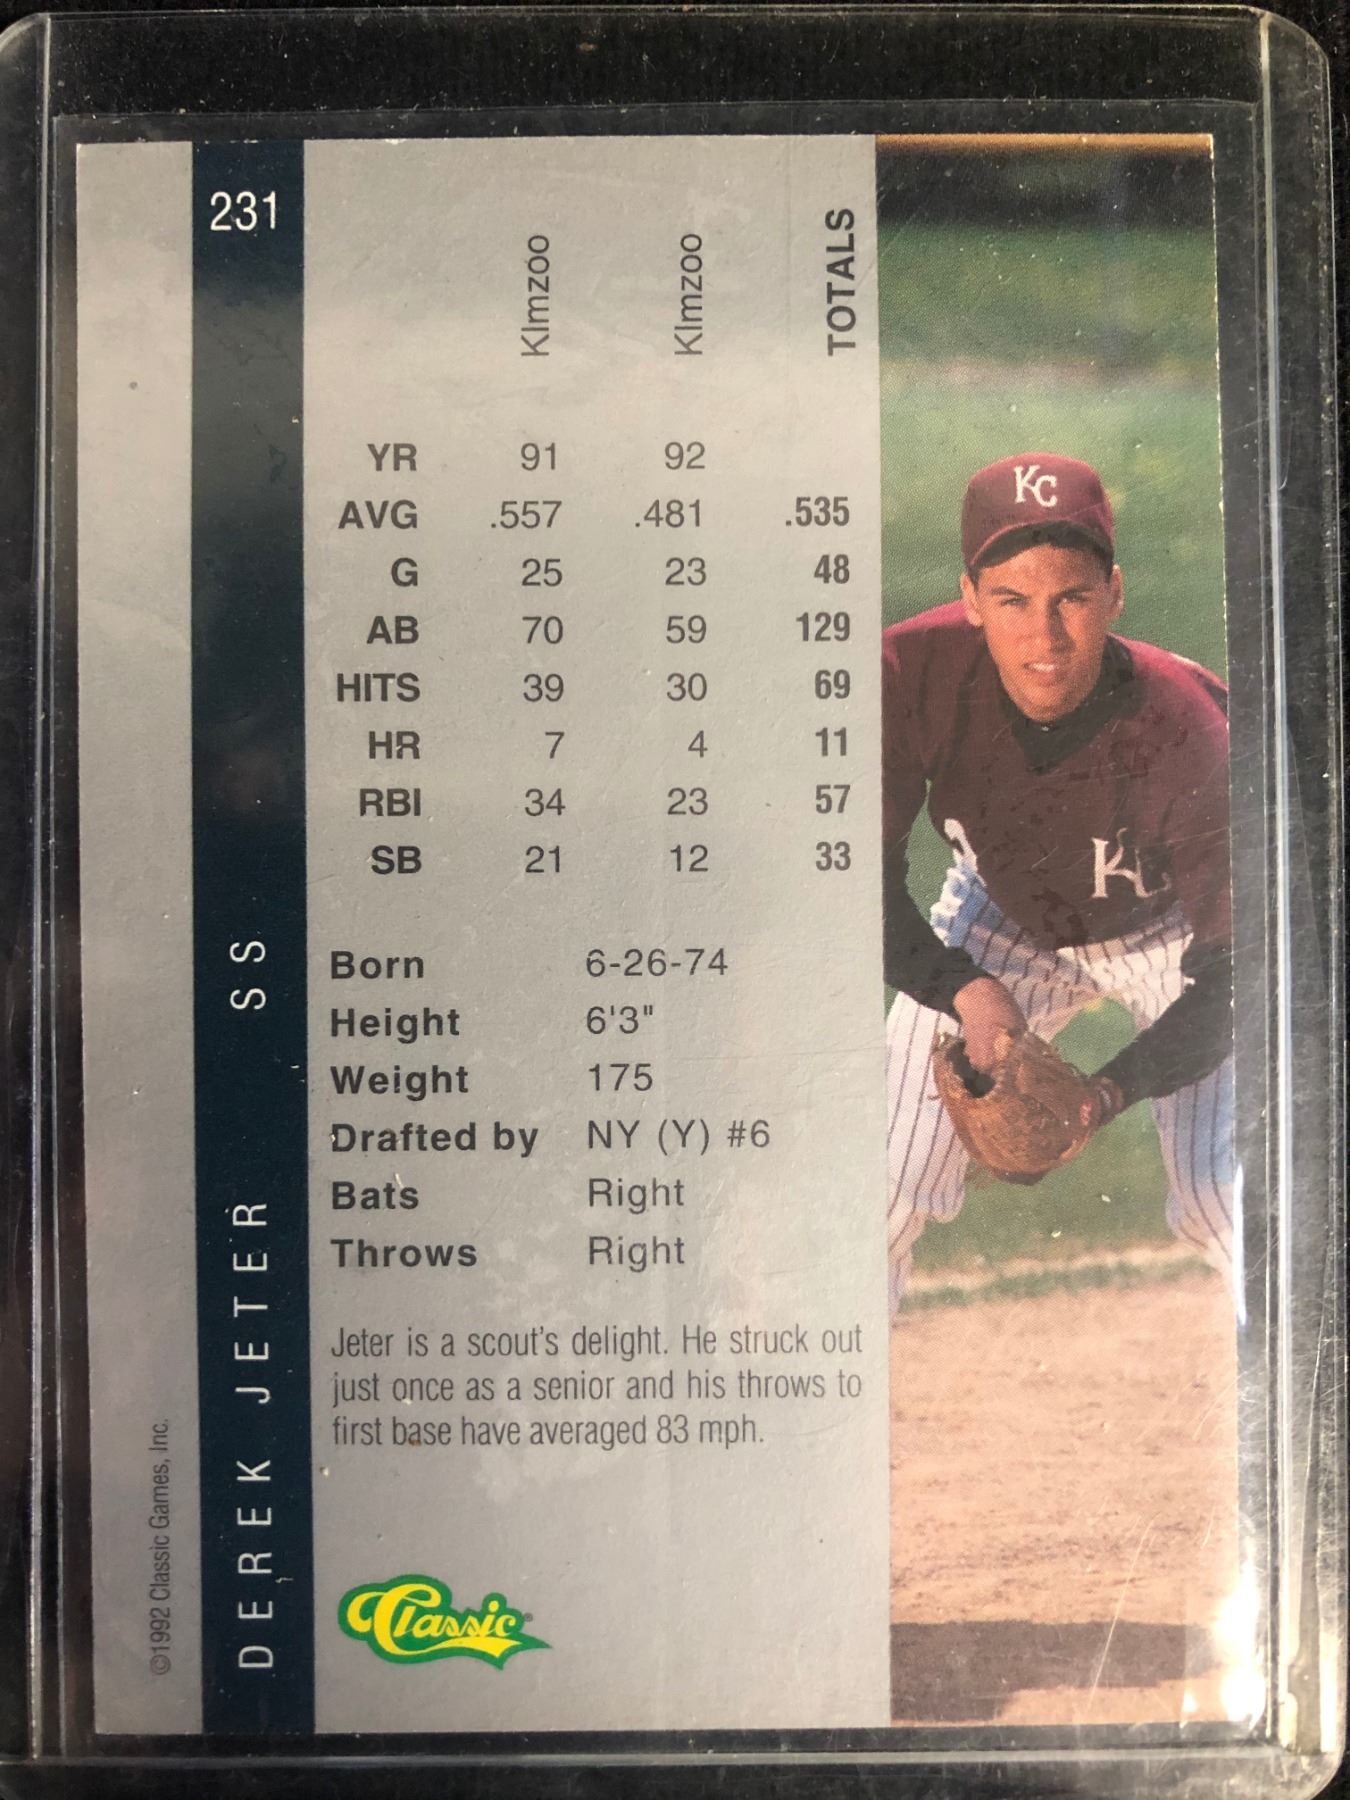 231
Klmzoo Klmzoo TOTALS
YR 91 92
AVG .557 .481 .535
G 25 23 48
AB 70 59 129
HITS 39 30 69
HR 7 4 11
RBI 34 23 57
SB 21 12 33
Born 6-26-74
Height 6'3"
Weight 175
Drafted by NY (Y) #6
Bats Right
Throws Right
Jeter is a scout's delight. He struck out
just once as a senior and his throws to
first base have averaged 83 mph.
Classic®
DEREK JETER SS
©1992 Classic Games, Inc.
KC
KC